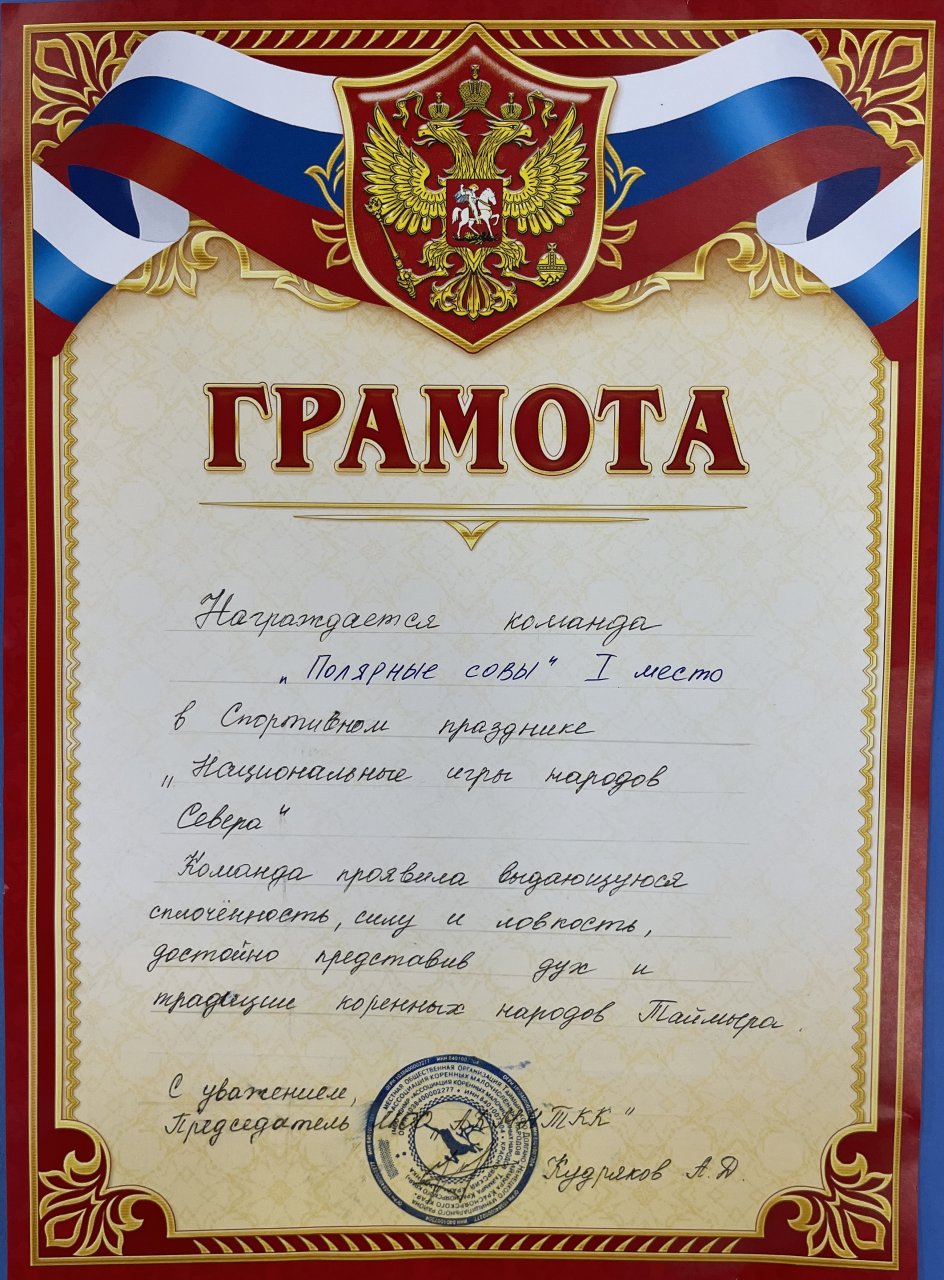 ГРАМОТА
Награждается команда
„Полярные совы" I место
в Спортивном празднике
„Национальные игры народов
Севера"
Команда проявила выдающуюся
сплочённость, силу и ловкость,
достойно представив дух и
традиции коренных народов Таймыра.
С уважением,
Председатель ТКК"
Кудряков А.Д.